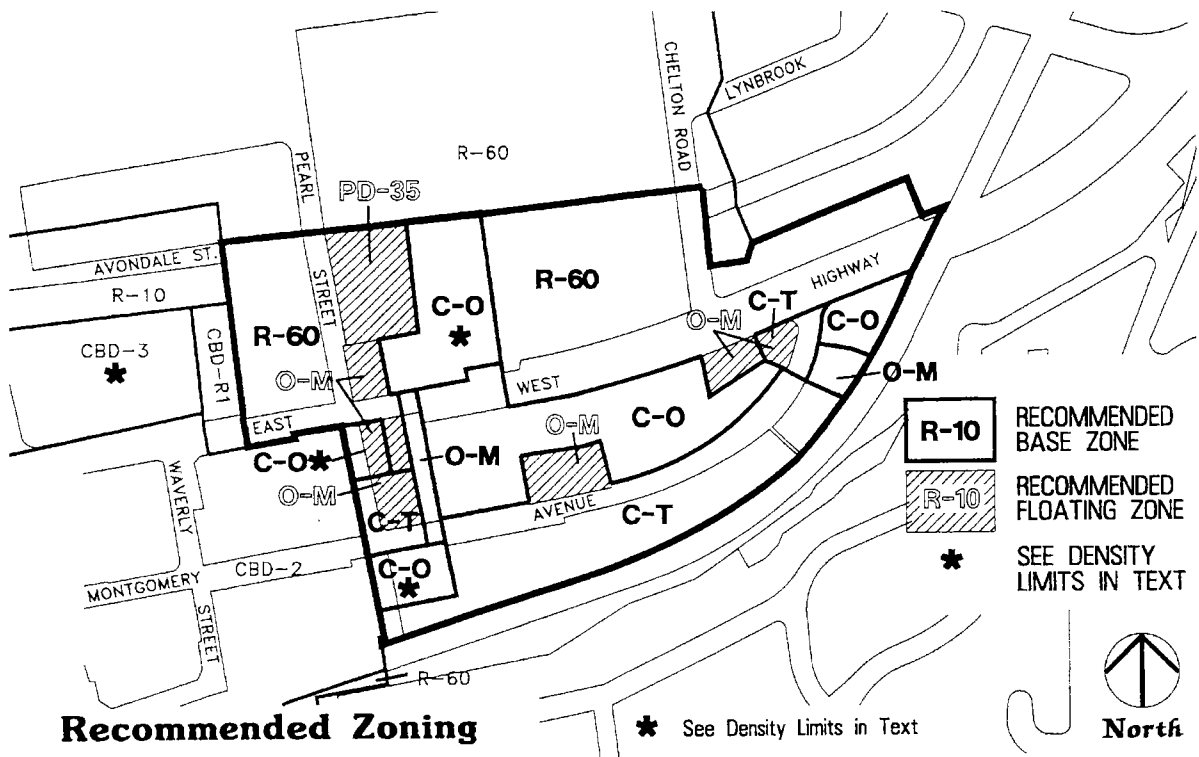 CHELTON ROAD
LYNBROOK
R-60
PEARL
PD-35
AVONDALE ST.
STREET
HIGHWAY
R-10
C-O
*
R-60
C-T
O-M
C-O
R-60
CBD-3
*
CBD-R1
O-M
WEST
O-M
EAST
C-O
O-M
R-10
RECOMMENDED
BASE ZONE
C-O*
O-M
WAVERLY
O-M
R-10
RECOMMENDED
FLOATING ZONE
AVENUE
C-T
C-T
*
SEE DENSITY
LIMITS IN TEXT
CBD-2
C-O
*
MONTGOMERY
STREET
R-60
Recommended Zoning
* See Density Limits in Text
North